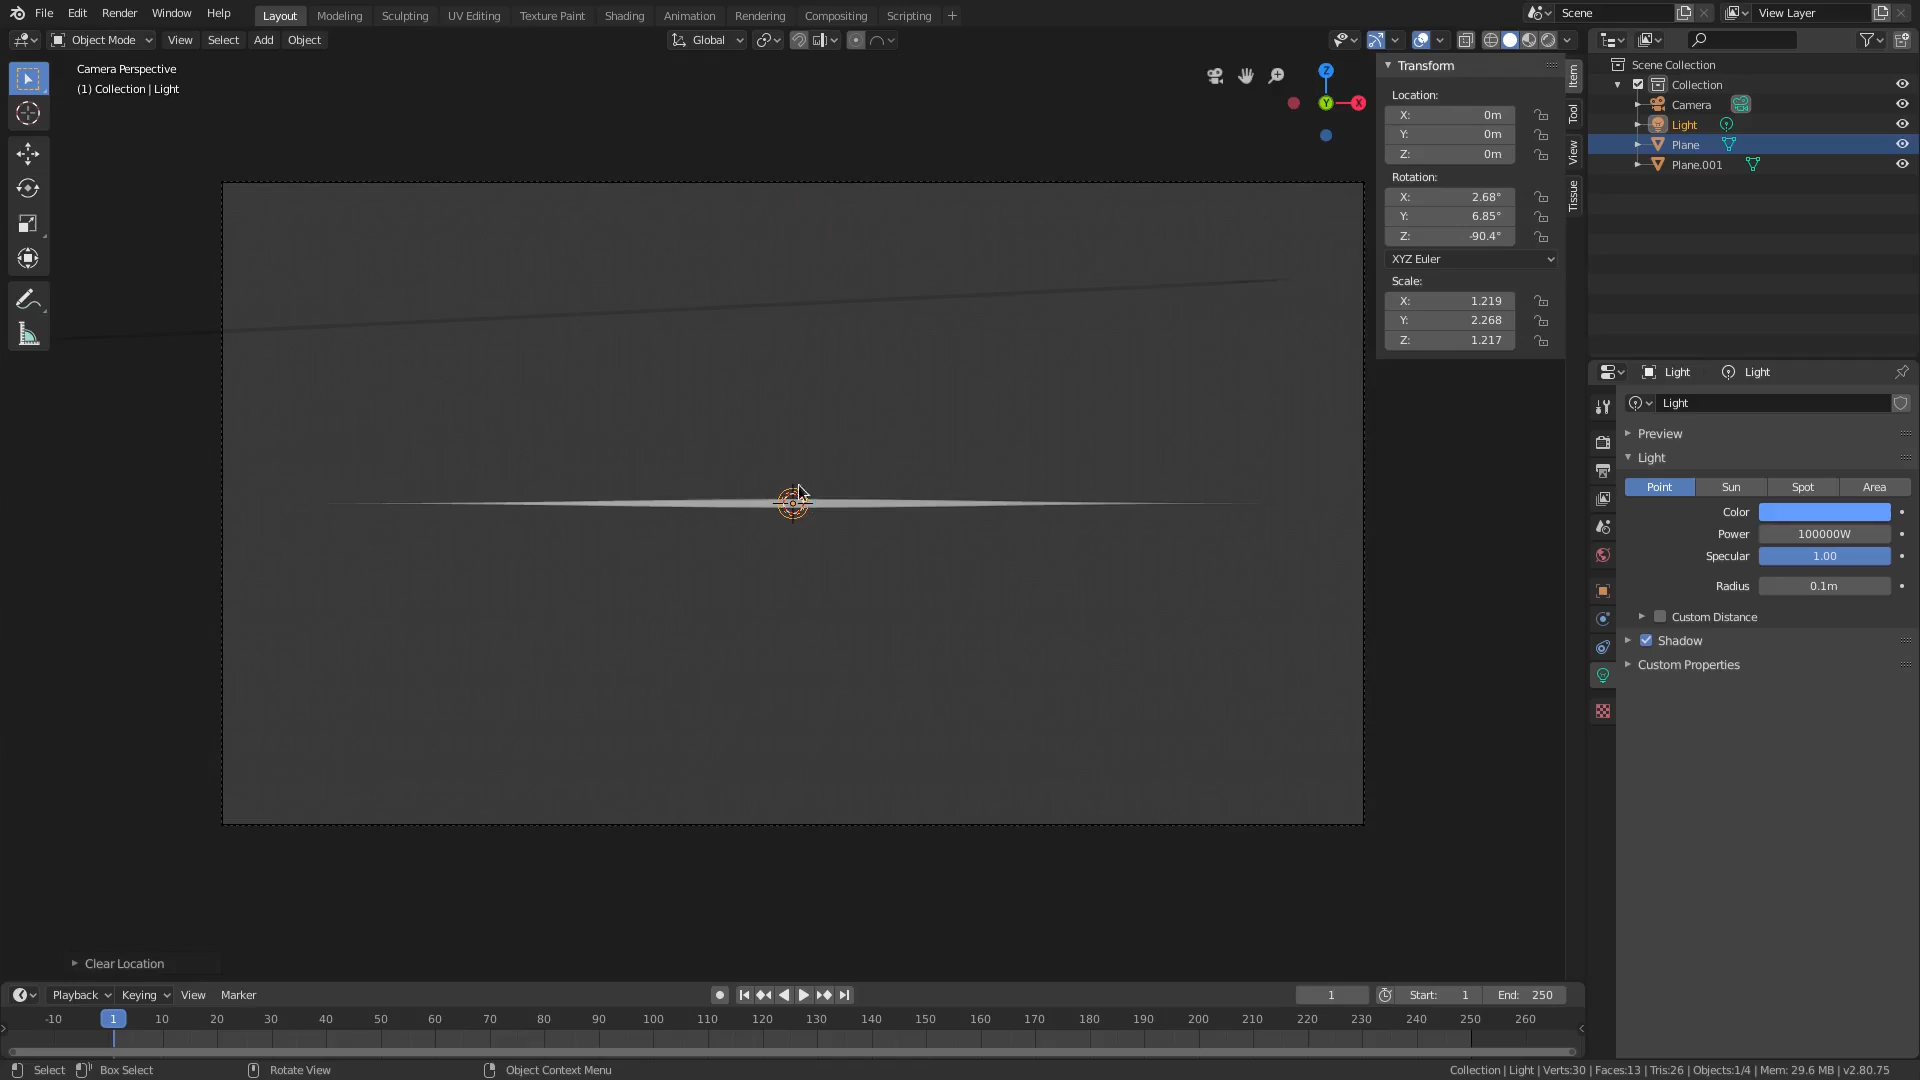 File Edit Render Window Help Layout Modeling Sculpting UV Editing Texture Paint Shading Animation Rendering Compositing Scripting + Scene View Layer
Object Mode View Select Add Object Global
Camera Perspective
(1) Collection | Light
Z
Y
X
Transform
Location:
X: 0m
Y: 0m
Z: 0m
Rotation:
X: 2.68°
Y: 6.85°
Z: -90.4°
XYZ Euler
Scale:
X: 1.219
Y: 2.268
Z: 1.217
Item
Tool
View
Tissue
Scene Collection
Collection
Camera
Light
Plane
Plane.001
Light Light
Light
Preview
Light
Point Sun Spot Area
Color
Power 100000W
Specular 1.00
Radius 0.1m
Custom Distance
Shadow
Custom Properties
Clear Location
Playback Keying View Marker 1 Start: 1 End: 250
-10 1 10 20 30 40 50 60 70 80 90 100 110 120 130 140 150 160 170 180 190 200 210 220 230 240 250 260
Select Box Select Rotate View Object Context Menu Collection | Light | Verts:30 | Faces:13 | Tris:26 | Objects:1/4 | Mem: 29.6 MB | v2.80.75